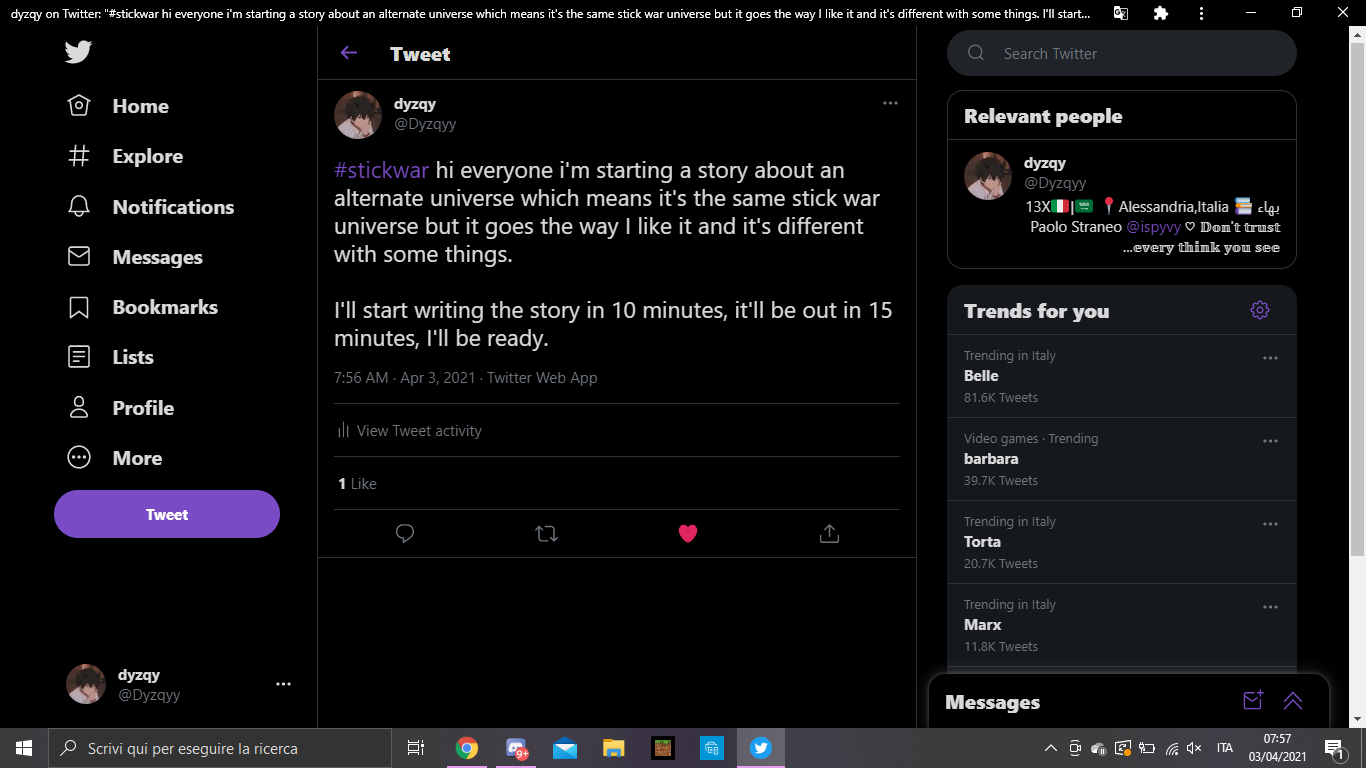 dyzqy on Twitter: "#stickwar hi everyone i'm starting a story about an alternate universe which means it's the same stick war universe but it goes the way I like it and it's different with some things. I'll start...
Home
Explore
Notifications
Messages
Bookmarks
Lists
Profile
More
Tweet
dyzqy
@Dyzqyy
Tweet
dyzqy
@Dyzqyy
#stickwar hi everyone i'm starting a story about an
alternate universe which means it's the same stick war
universe but it goes the way I like it and it's different
with some things.
I'll start writing the story in 10 minutes, it'll be out in 15
minutes, I'll be ready.
7:56 AM · Apr 3, 2021 · Twitter Web App
View Tweet activity
1 Like
Search Twitter
Relevant people
dyzqy
@Dyzqyy
13X🇮🇹|🇸🇦 📍Alessandria,Italia 📚 بهاء
Paolo Straneo @ispyvy ♡ 𝔻𝕠𝕟'𝕥 𝕥𝕣𝕦𝕤𝕥
...𝕖𝕧𝕖𝕣𝕪 𝕥𝕙𝕚𝕟𝕜 𝕪𝕠𝕦 𝕤𝕖𝕖
Trends for you
Trending in Italy
Belle
81.6K Tweets
Video games · Trending
barbara
39.7K Tweets
Trending in Italy
Torta
20.7K Tweets
Trending in Italy
Marx
11.8K Tweets
Messages
Scrivi qui per eseguire la ricerca
9+
ITA
07:57
03/04/2021
1